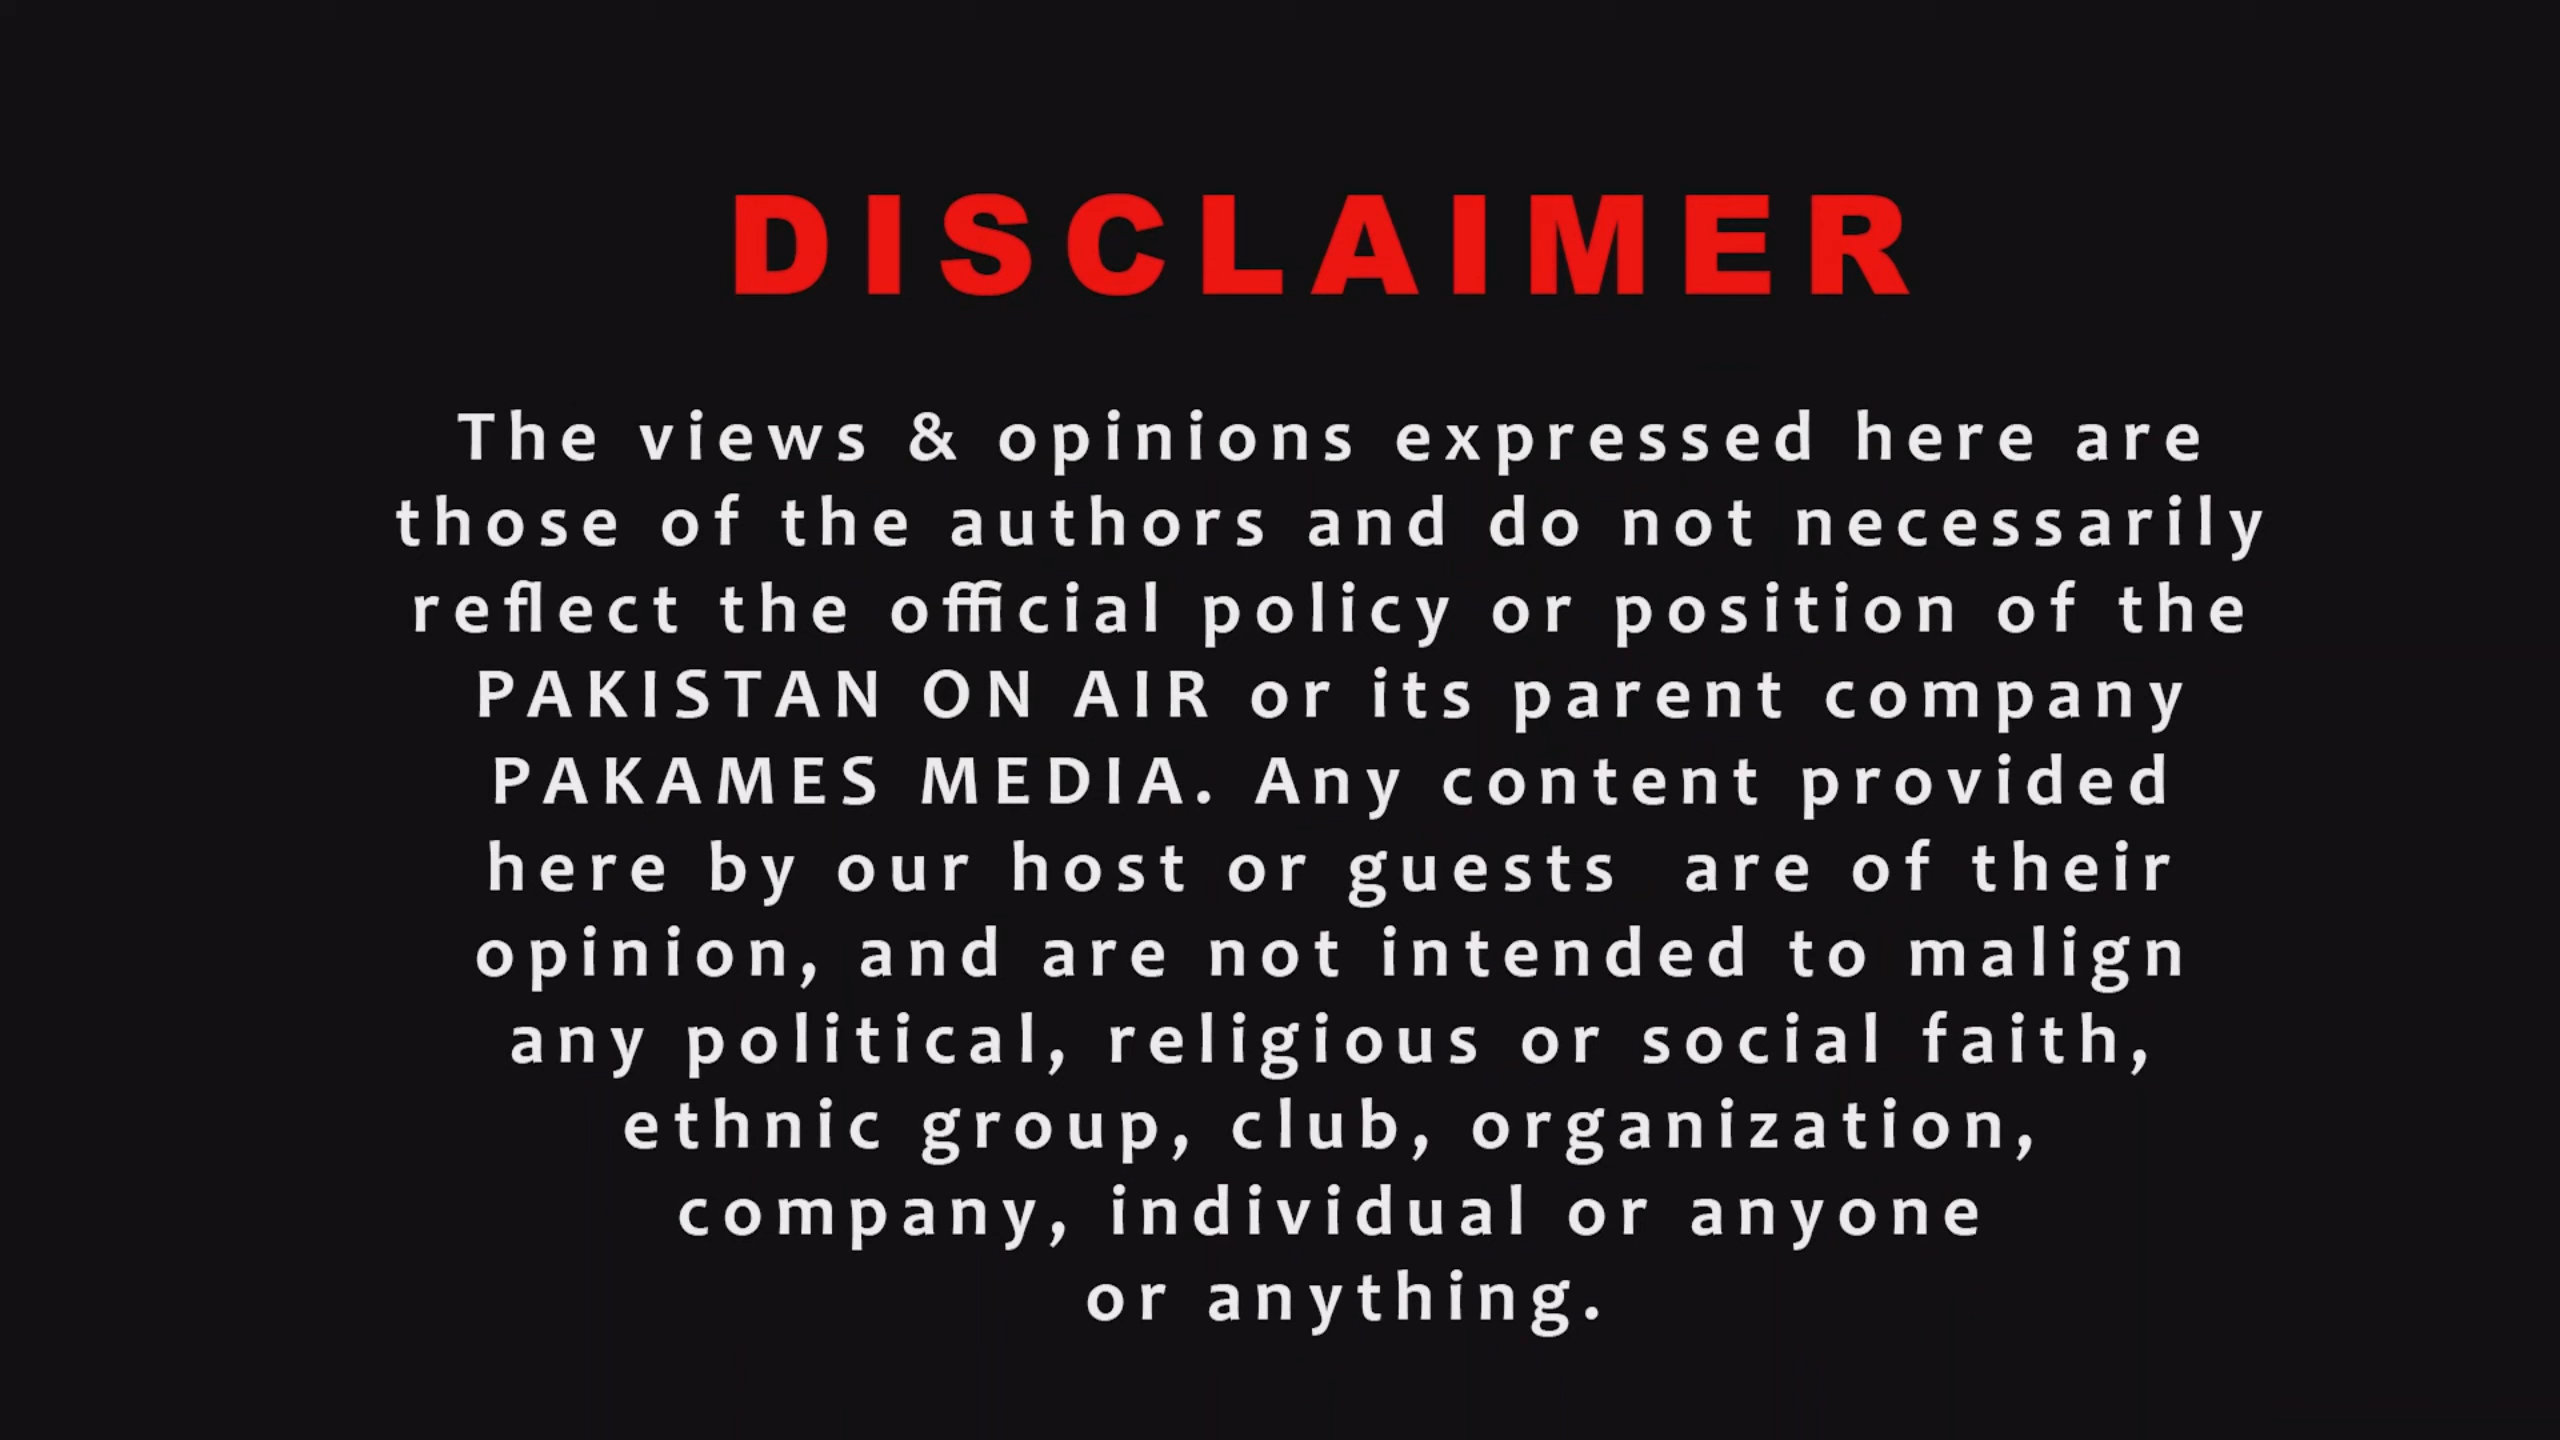 DISCLAIMER
The views & opinions expressed here are
those of the authors and do not necessarily
reflect the official policy or position of the
PAKISTAN ON AIR or its parent company
PAKAMES MEDIA. Any content provided
here by our host or guests  are of their
opinion, and are not intended to malign
any political, religious or social faith,
ethnic group, club, organization,
company, individual or anyone
or anything.